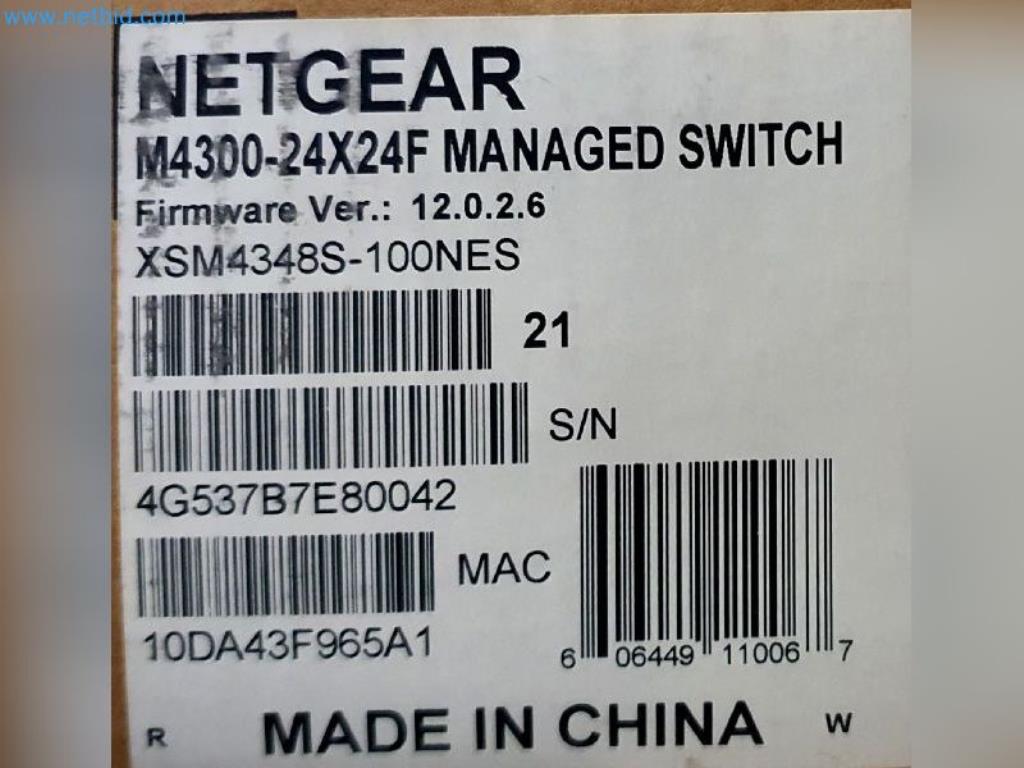 www.netbid.com
NETGEAR
M4300-24X24F MANAGED SWITCH
Firmware Ver.: 12.0.2.6
XSM4348S-100NES
21
S/N
4G537B7E80042
MAC
10DA43F965A1
6 06449 11006 7
R MADE IN CHINA W